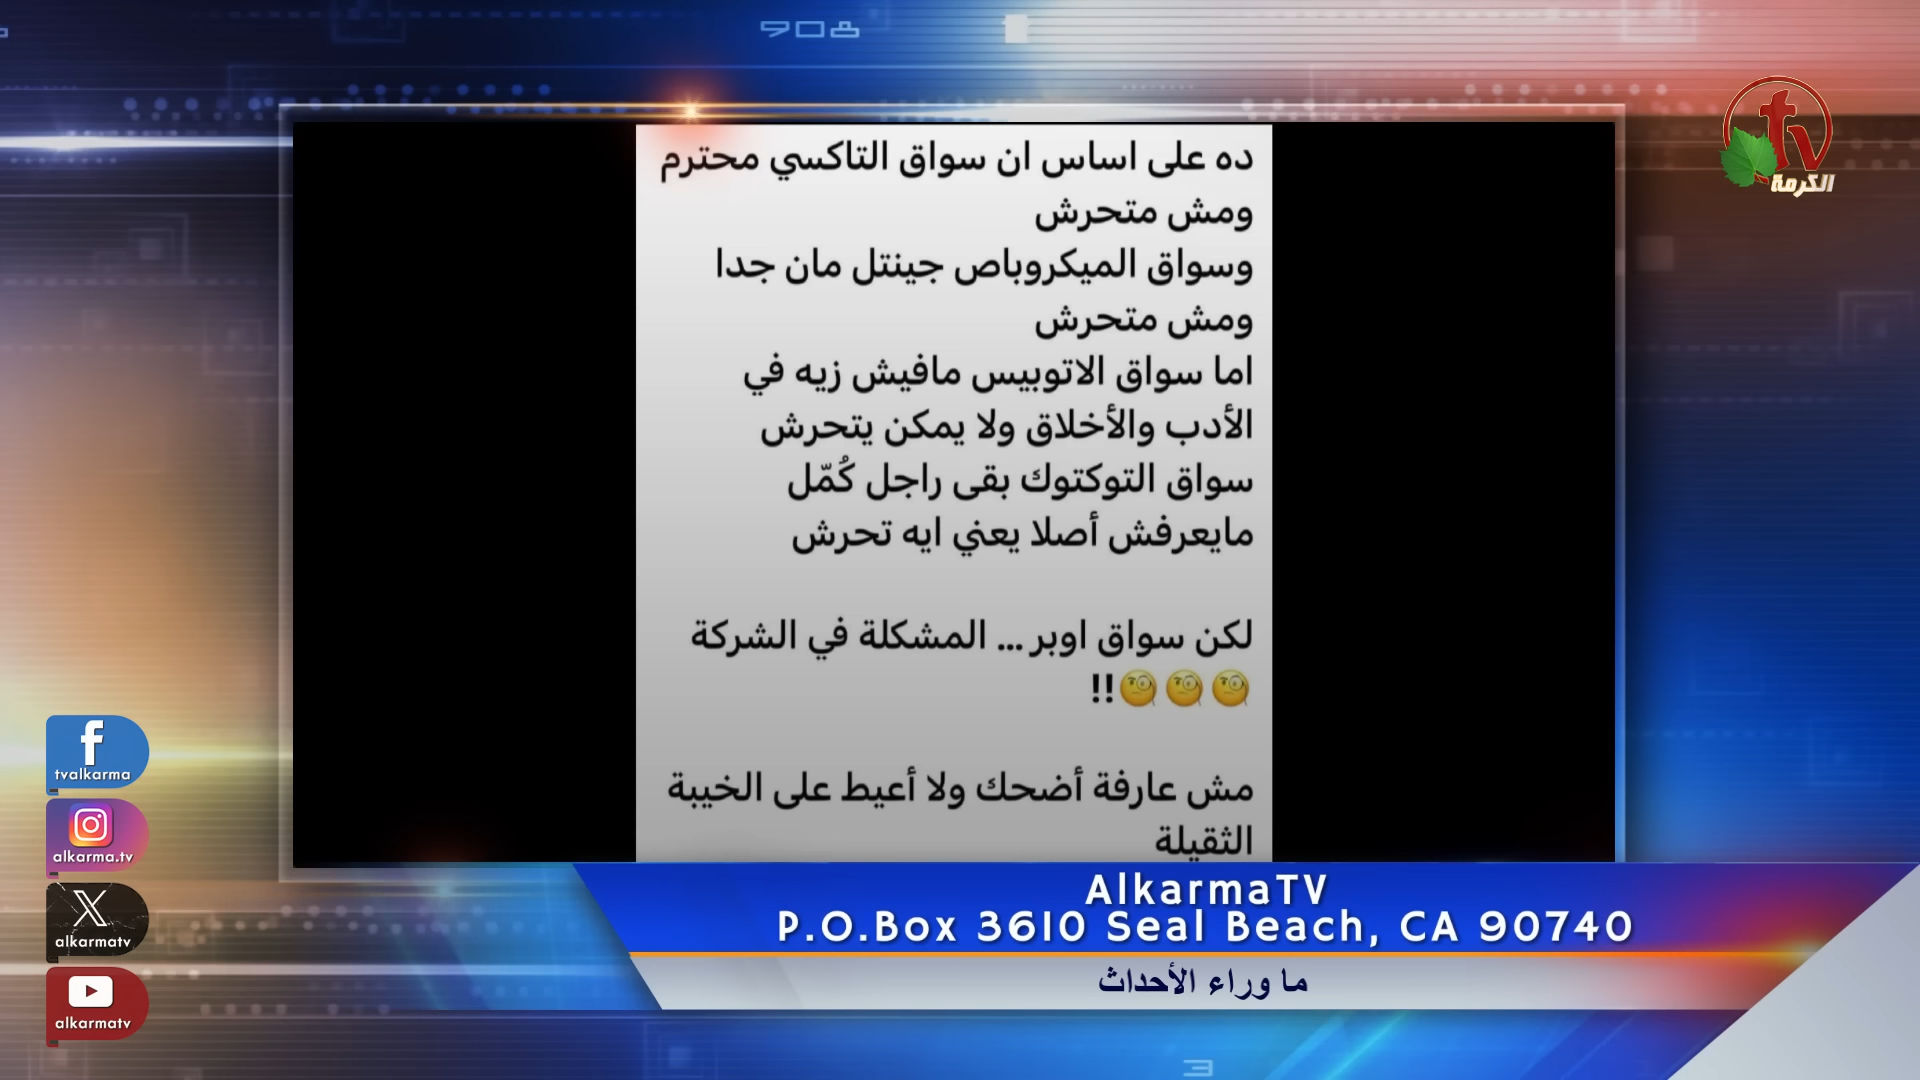 ده على اساس ان سواق التاكسي محترم
ومش متحرش
وسواق الميكروباص جينتل مان جدا
ومش متحرش
اما سواق الاتوبيس مافيش زيه في
الأدب والأخلاق ولا يمكن يتحرش
سواق التوكتوك بقى راجل كُمّل
مايعرفش أصلا يعني ايه تحرش
لكن سواق اوبر ... المشكلة في الشركة
🧐🧐🧐!!
مش عارفة أضحك ولا أعيط على الخيبة
الثقيلة
tv
الكرمة
tvalkarma
alkarma.tv
alkarmatv
alkarmatv
AlkarmaTV
P.O.Box 3610 Seal Beach, CA 90740
ما وراء الأحداث